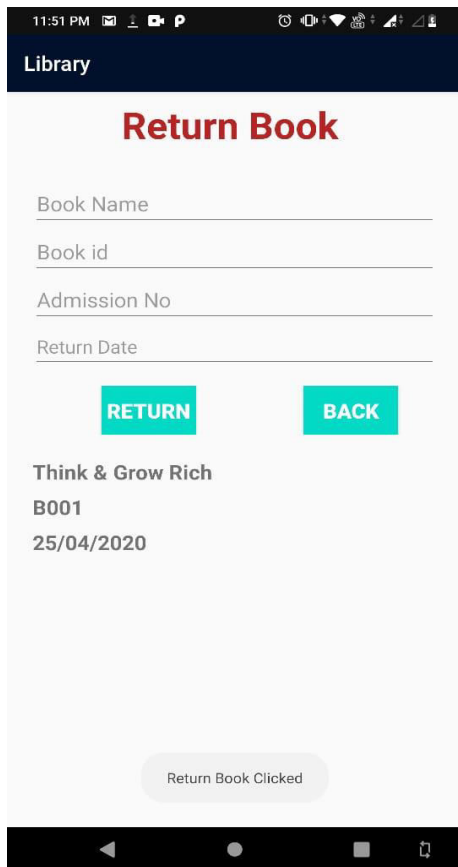 11:51 PM
Library
Return Book
Book Name
Book id
Admission No
Return Date
RETURN BACK
Think & Grow Rich
B001
25/04/2020
Return Book Clicked